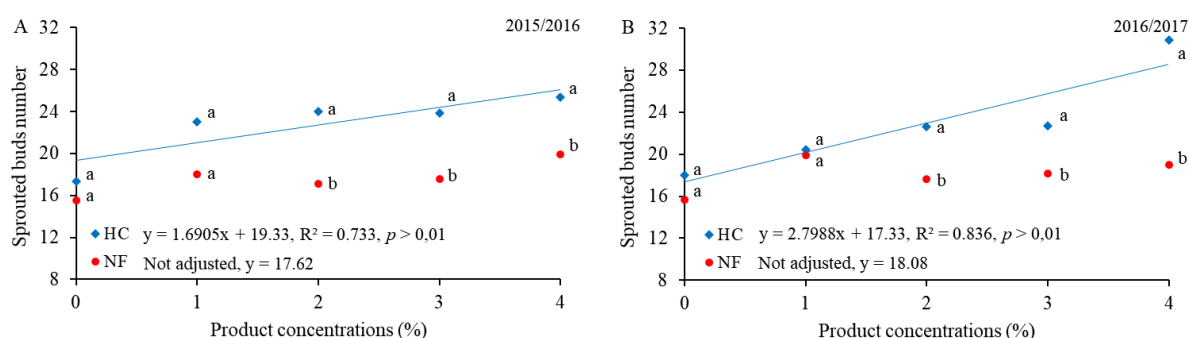 A
2015/2016
Sprouted buds number
32
28
24
20
16
12
8
a
a
a
a
a
a
a
b
b
b
HC y = 1.6905x + 19.33, R² = 0.733, p > 0,01
NF Not adjusted, y = 17.62
0 1 2 3 4
Product concentrations (%)
B
2016/2017
Sprouted buds number
32
28
24
20
16
12
8
a
a
a
a
a
a
a
b
b
b
HC y = 2.7988x + 17.33, R² = 0.836, p > 0,01
NF Not adjusted, y = 18.08
0 1 2 3 4
Product concentrations (%)